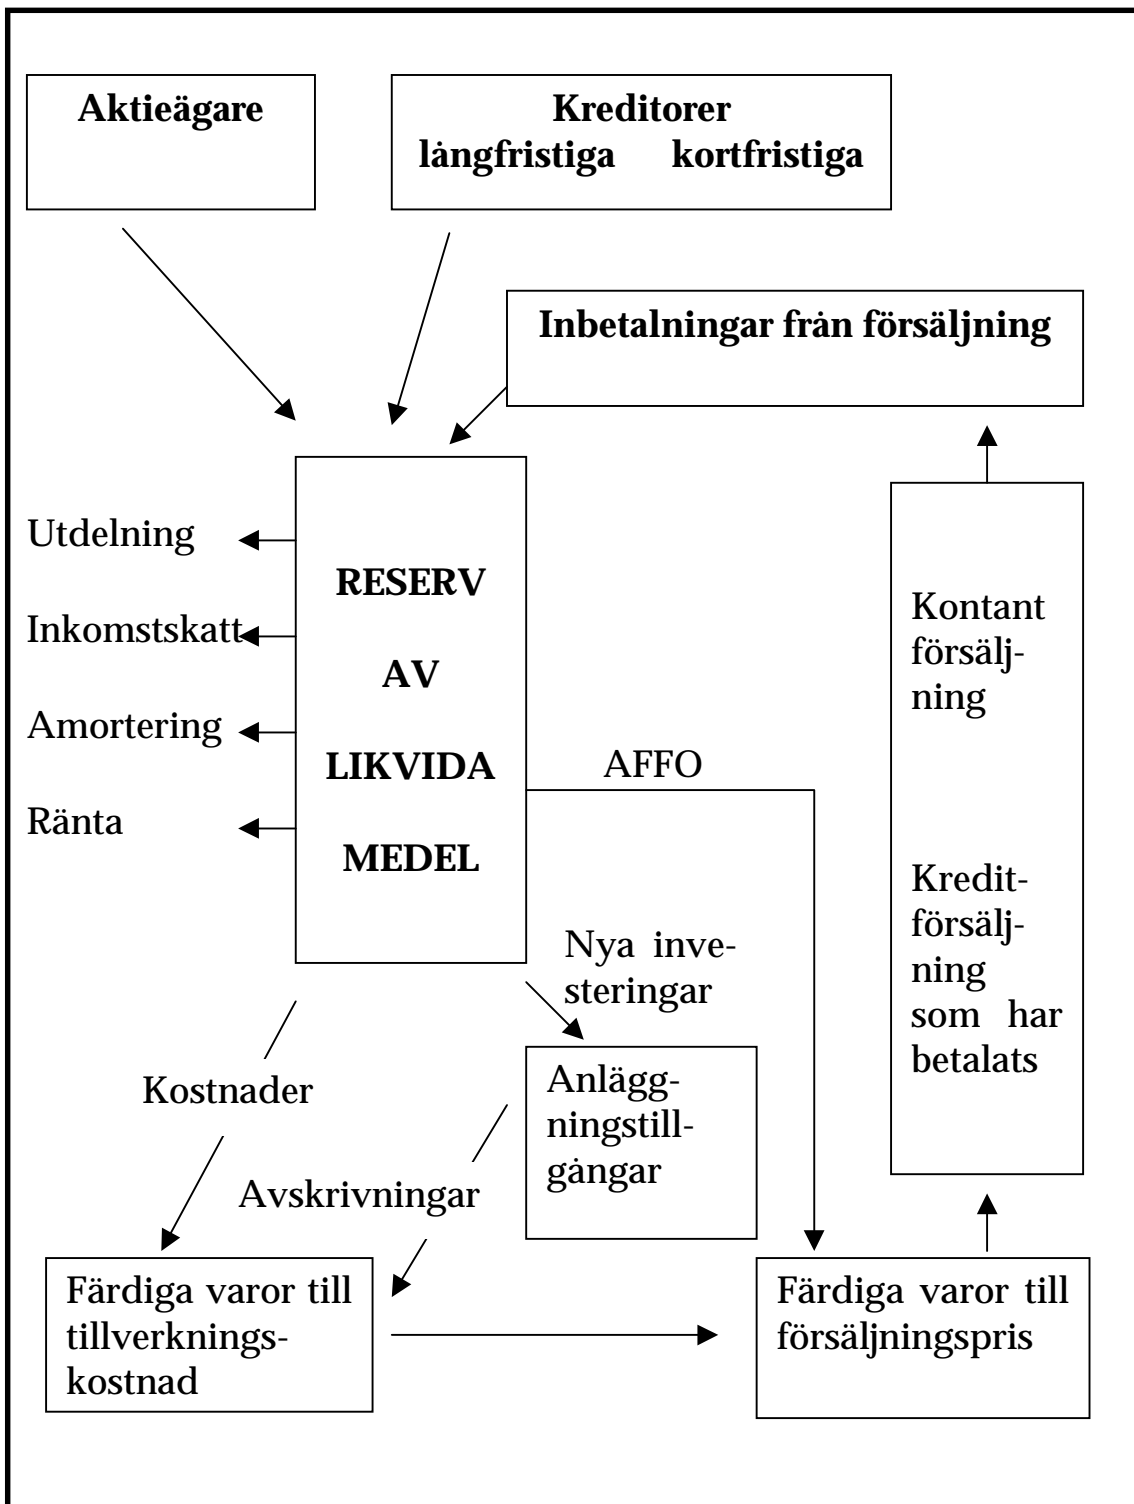 Aktieägare
Kreditorer
långfristiga kortfristiga
Inbetalningar från försäljning
Utdelning
Inkomstskatt
Amortering
Ränta
RESERV
AV
LIKVIDA
MEDEL
AFFO
Kontant
försälj-
ning
Kredit-
försälj-
ning
som har
betalats
Nya inve-
steringar
Kostnader
Anlägg-
ningstill-
gångar
Avskrivningar
Färdiga varor till
tillverknings-
kostnad
Färdiga varor till
försäljningspris